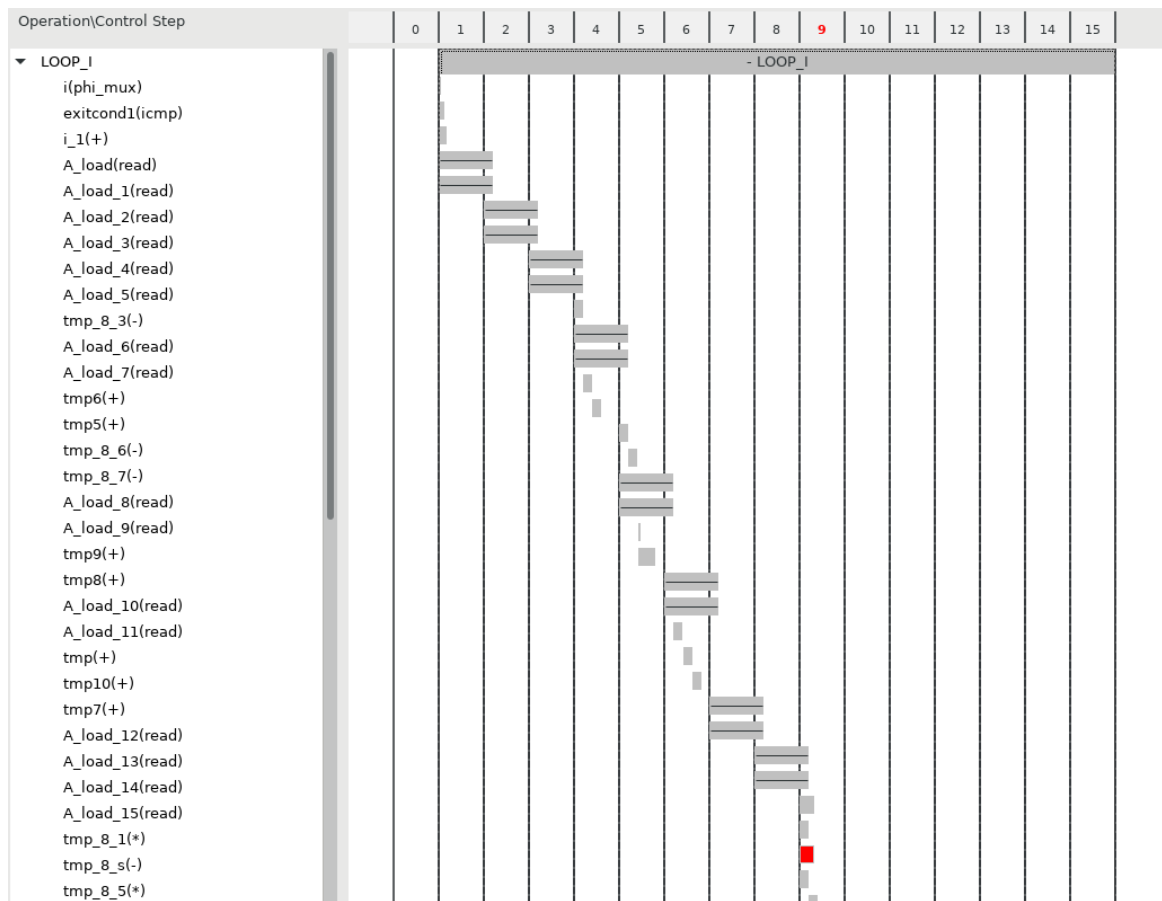 Operation\Control Step
0 1 2 3 4 5 6 7 8 9 10 11 12 13 14 15
LOOP_I
- LOOP_I
i(phi_mux)
exitcond1(icmp)
i_1(+)
A_load(read)
A_load_1(read)
A_load_2(read)
A_load_3(read)
A_load_4(read)
A_load_5(read)
tmp_8_3(-)
A_load_6(read)
A_load_7(read)
tmp6(+)
tmp5(+)
tmp_8_6(-)
tmp_8_7(-)
A_load_8(read)
A_load_9(read)
tmp9(+)
tmp8(+)
A_load_10(read)
A_load_11(read)
tmp(+)
tmp10(+)
tmp7(+)
A_load_12(read)
A_load_13(read)
A_load_14(read)
A_load_15(read)
tmp_8_1(*)
tmp_8_s(-)
tmp_8_5(*)